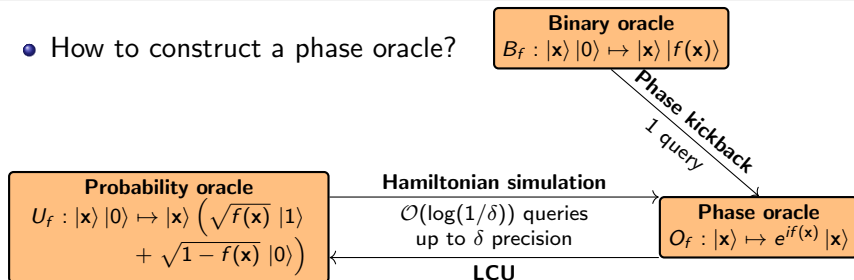 • How to construct a phase oracle?
Binary oracle
B_f : |x⟩ |0⟩ ↦ |x⟩ |f(x)⟩
Phase kickback
1 query
Probability oracle
U_f : |x⟩ |0⟩ ↦ |x⟩ (√f(x) |1⟩
+ √1 − f(x) |0⟩)
Hamiltonian simulation
O(log(1/δ)) queries
up to δ precision
LCU
Phase oracle
O_f : |x⟩ ↦ e^{if(x)} |x⟩